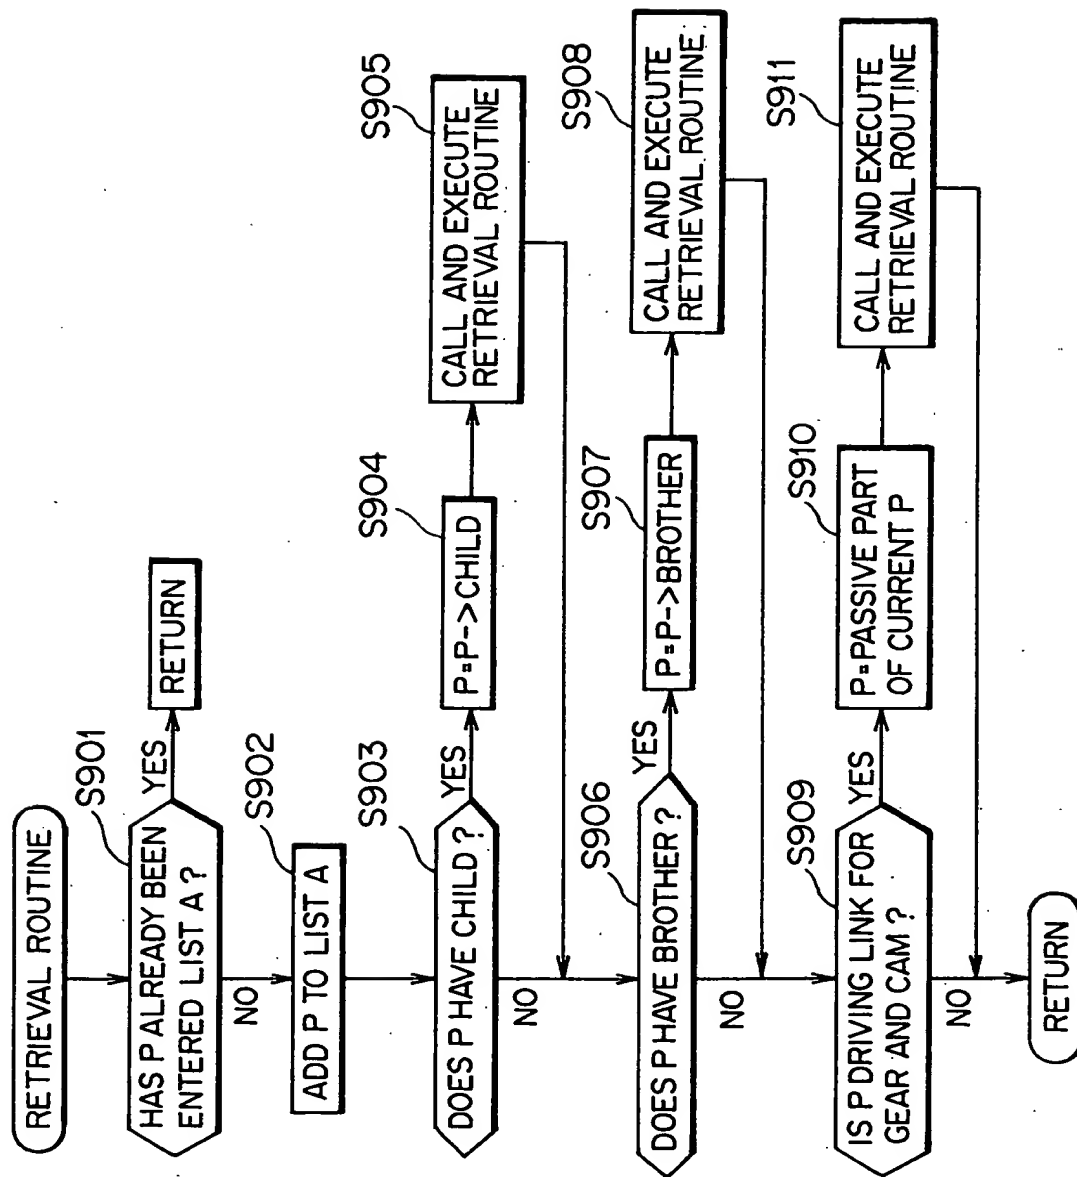 RETRIEVAL ROUTINE
S901
HAS P ALREADY BEEN
ENTERED LIST A ?
YES
RETURN
NO
S902
ADD P TO LIST A
S903
DOES P HAVE CHILD ?
YES
S904
P=P->CHILD
S905
CALL AND EXECUTE
RETRIEVAL ROUTINE
NO
S906
DOES P HAVE BROTHER ?
YES
S907
P=P->BROTHER
S908
CALL AND EXECUTE
RETRIEVAL ROUTINE
NO
S909
IS P DRIVING LINK FOR
GEAR AND CAM ?
YES
S910
P=PASSIVE PART
OF CURRENT P
S911
CALL AND EXECUTE
RETRIEVAL ROUTINE
NO
RETURN